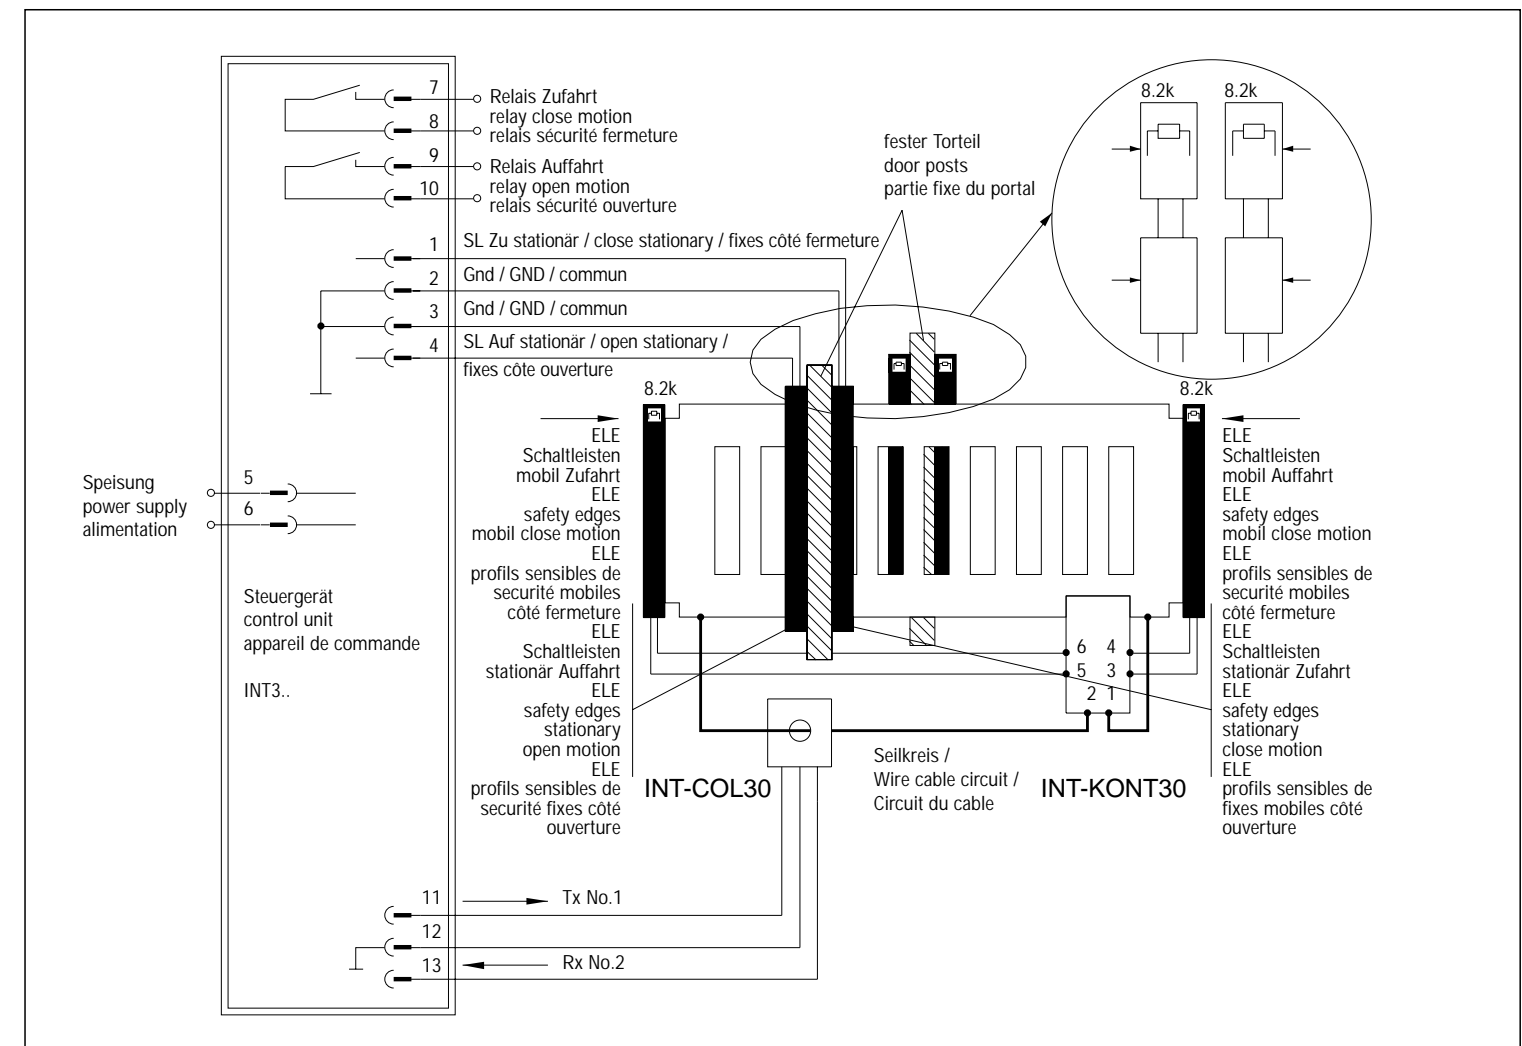 7
Relais Zufahrt
relay close motion
8
relais sécurité fermeture
9
Relais Auffahrt
relay open motion
10
relais sécurité ouverture
8.2k
8.2k
fester Torteil
door posts
partie fixe du portal
1
SL Zu stationär / close stationary / fixes côté fermeture
2
Gnd / GND / commun
3
Gnd / GND / commun
4
SL Auf stationär / open stationary /
fixes côte ouverture
8.2k
8.2k
Speisung
power supply
alimentation
5
6
Steuergerät
control unit
appareil de commande
INT3..
ELE
Schaltleisten
mobil Zufahrt
ELE
safety edges
mobil close motion
ELE
profils sensibles de
securité mobiles
côté fermeture
ELE
Schaltleisten
stationär Auffahrt
ELE
safety edges
stationary
open motion
ELE
profils sensibles de
securité fixes côté
ouverture
ELE
Schaltleisten
mobil Auffahrt
ELE
safety edges
mobil close motion
ELE
profils sensibles de
securité mobiles
côté fermeture
ELE
Schaltleisten
stationär Zufahrt
ELE
safety edges
stationary
close motion
ELE
profils sensibles de
fixes mobiles côté
ouverture
6 4
5 3
2 1
INT-COL30
Seilkreis /
Wire cable circuit /
Circuit du cable
INT-KONT30
11
Tx No.1
12
13
Rx No.2